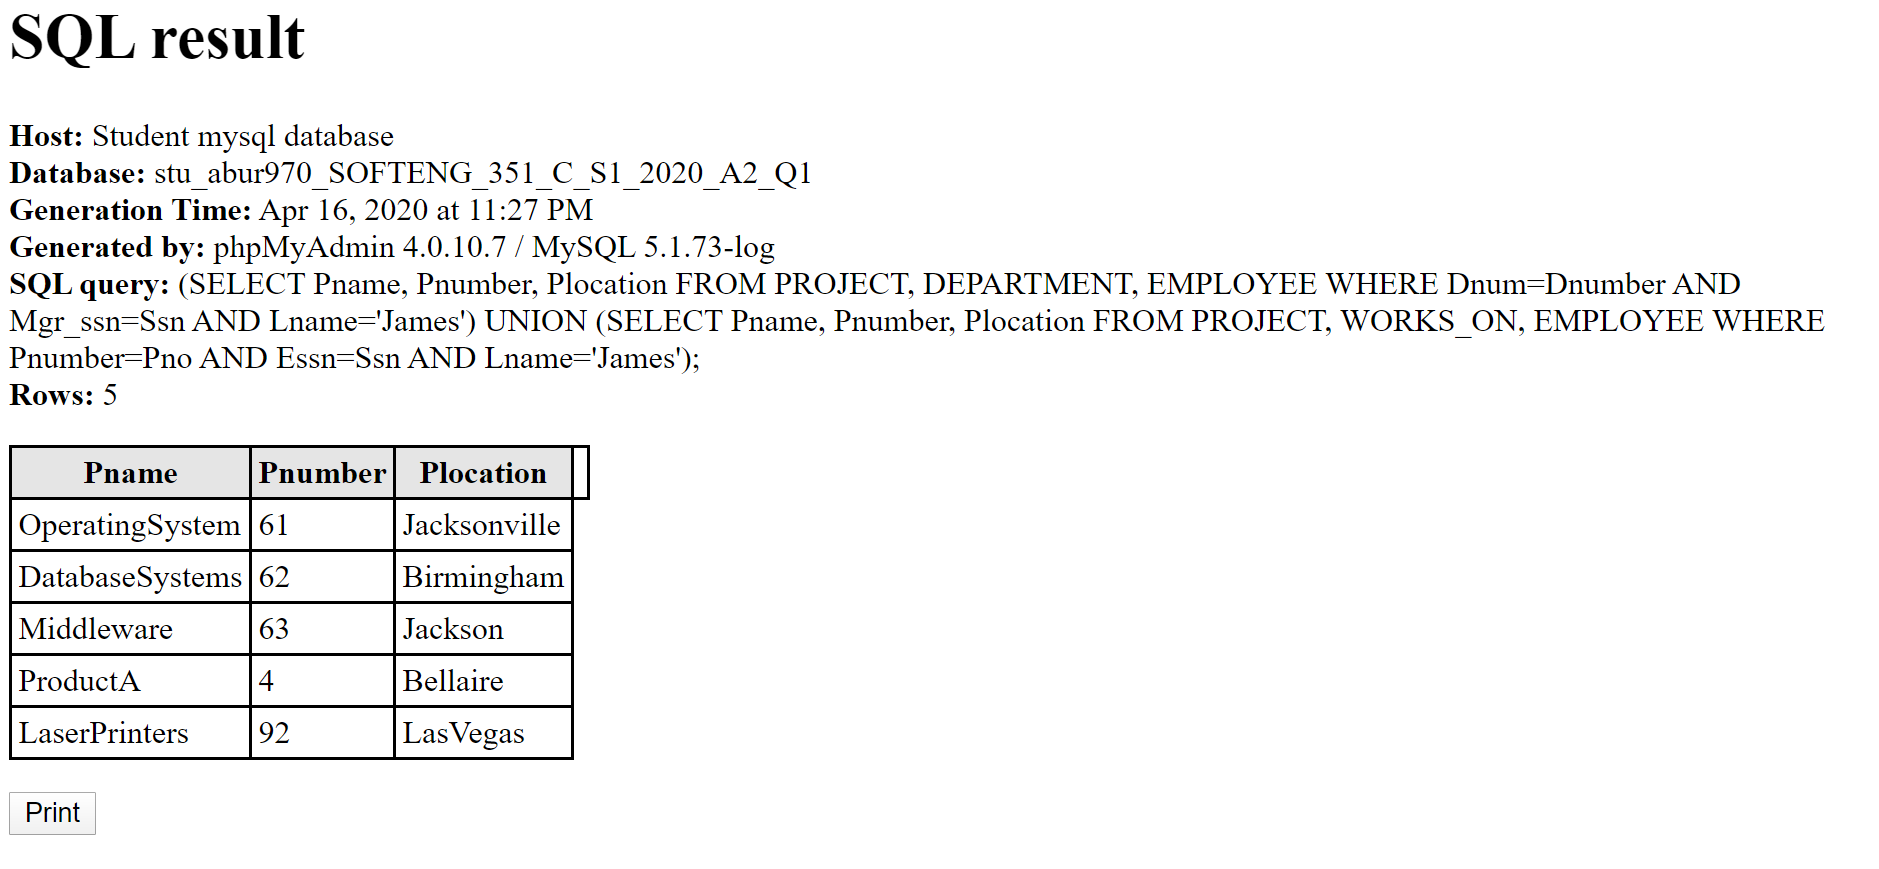 SQL result
Host: Student mysql database
Database: stu_abur970_SOFTENG_351_C_S1_2020_A2_Q1
Generation Time: Apr 16, 2020 at 11:27 PM
Generated by: phpMyAdmin 4.0.10.7 / MySQL 5.1.73-log
SQL query: (SELECT Pname, Pnumber, Plocation FROM PROJECT, DEPARTMENT, EMPLOYEE WHERE Dnum=Dnumber AND
Mgr_ssn=Ssn AND Lname='James') UNION (SELECT Pname, Pnumber, Plocation FROM PROJECT, WORKS_ON, EMPLOYEE WHERE
Pnumber=Pno AND Essn=Ssn AND Lname='James');
Rows: 5
Pname Pnumber Plocation
OperatingSystem 61 Jacksonville
DatabaseSystems 62 Birmingham
Middleware 63 Jackson
ProductA 4 Bellaire
LaserPrinters 92 LasVegas
Print